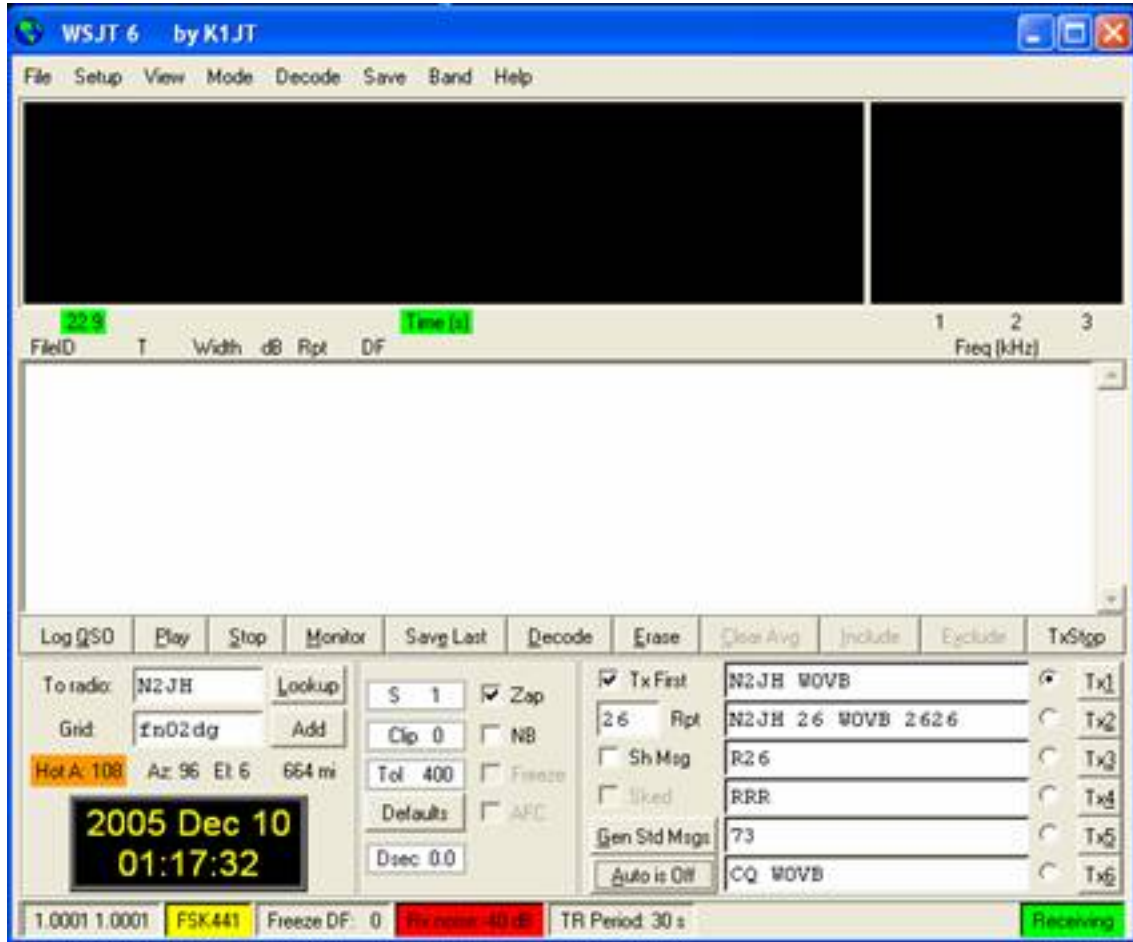 WSJT 6 by K1JT
File Setup View Mode Decode Save Band Help
22.9 Time (s) 1 2 3
FileID T Width dB Rpt DF Freq (kHz)
Log QSO Play Stop Monitor Save Last Decode Erase Clear Avg Include Exclude TxStop
To radio: N2JH Lookup
Grid: fn02dg Add
Hot A: 108 Az: 96 El: 6 664 mi
2005 Dec 10
01:17:32
S 1 Zap
Clip 0 NB
Tol 400 Freeze
Defaults AFC
Dsec 0.0
Tx First N2JH W0VB Tx1
26 Rpt N2JH 26 W0VB 2626 Tx2
Sh Msg R26 Tx3
Sked RRR Tx4
Gen Std Msgs 73 Tx5
Auto is Off CQ W0VB Tx6
1.0001 1.0001 FSK441 Freeze DF: 0 Rx noise -40 dB TR Period: 30 s Receiving